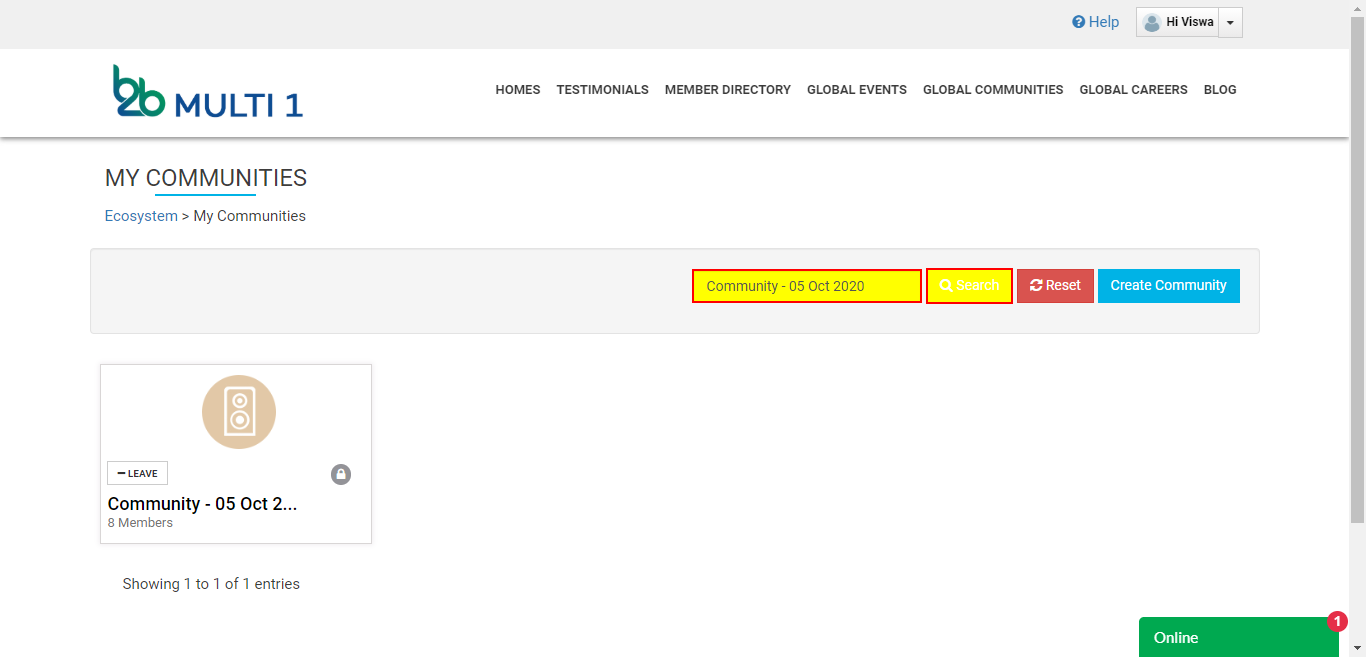 Help
Hi Viswa
b2b MULTI 1
HOMES TESTIMONIALS MEMBER DIRECTORY GLOBAL EVENTS GLOBAL COMMUNITIES GLOBAL CAREERS BLOG
MY COMMUNITIES
Ecosystem > My Communities
Community - 05 Oct 2020 Search Reset Create Community
LEAVE
Community - 05 Oct 2...
8 Members
Showing 1 to 1 of 1 entries
1
Online